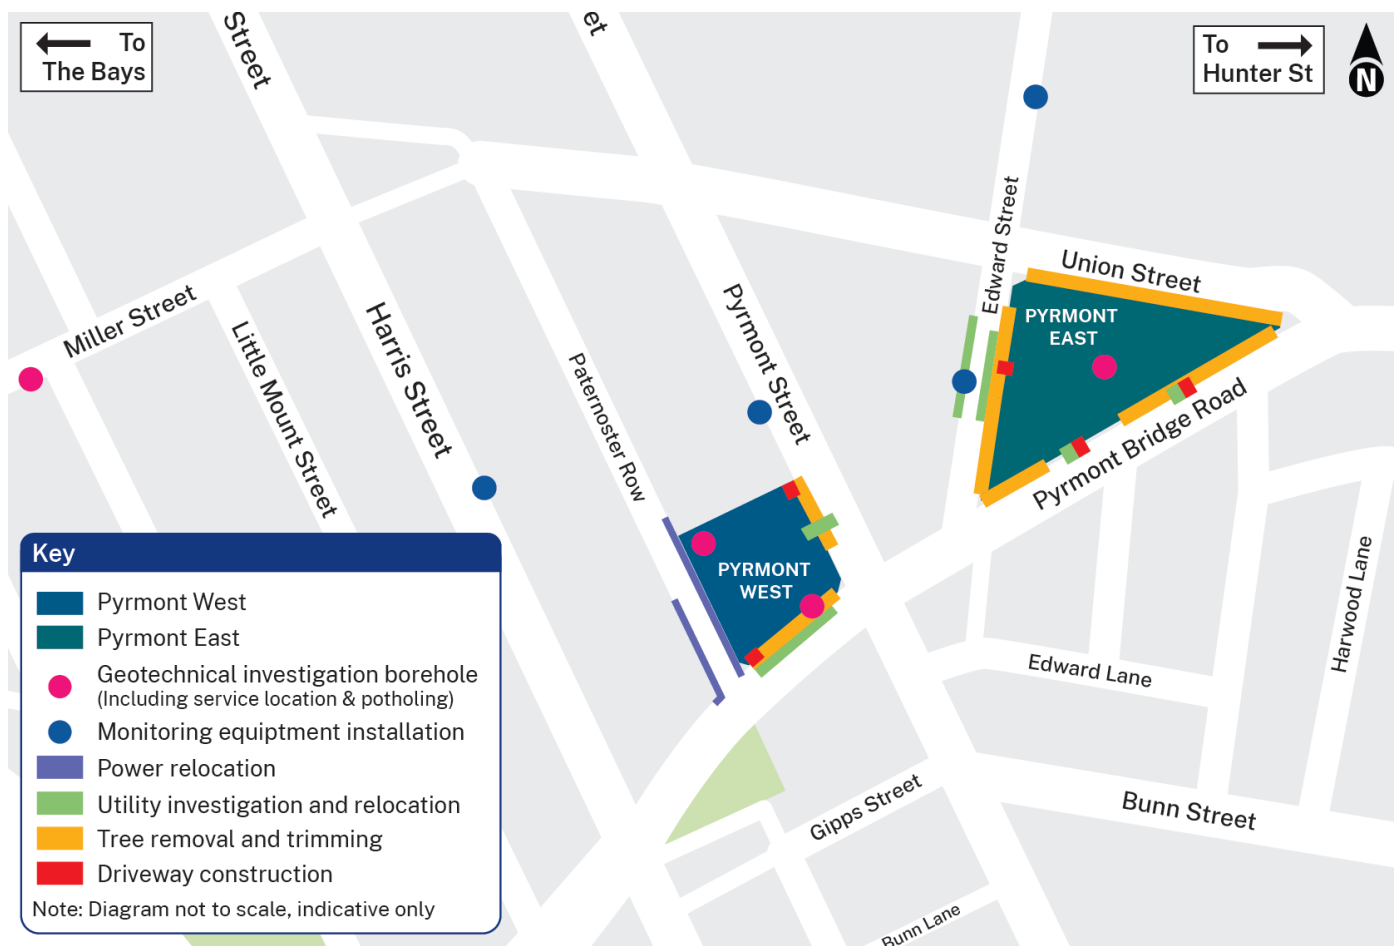 To
The Bays
Street
et
To
Hunter St
N
Edward Street
Union Street
PYRMONT
EAST
Miller Street
Little Mount Street
Harris Street
Paternoster Row
Pyrmont Street
Pyrmont Bridge Road
PYRMONT
WEST
Harwood Lane
Edward Lane
Gipps Street
Bunn Street
Bunn Lane
Key
Pyrmont West
Pyrmont East
Geotechnical investigation borehole
(Including service location & potholing)
Monitoring equiptment installation
Power relocation
Utility investigation and relocation
Tree removal and trimming
Driveway construction
Note: Diagram not to scale, indicative only